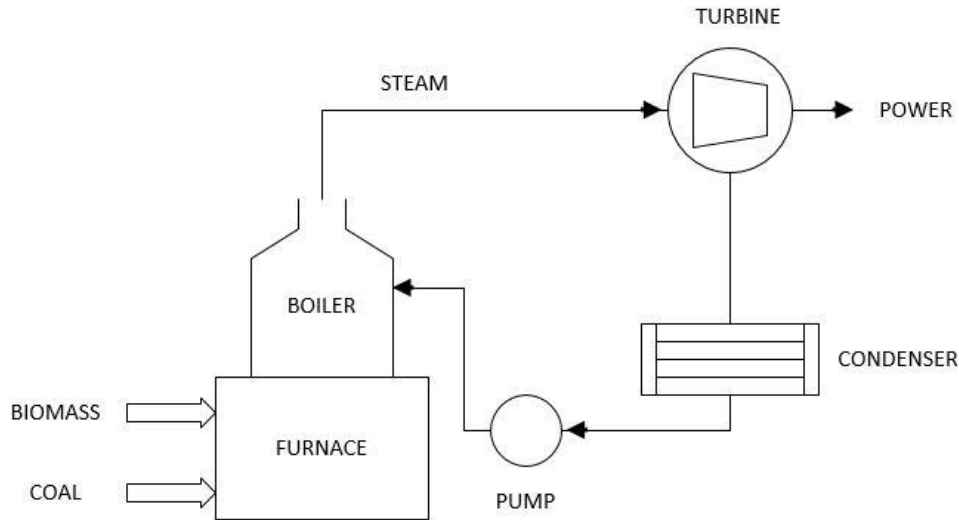 TURBINE
STEAM
POWER
BOILER
CONDENSER
BIOMASS
FURNACE
COAL
PUMP